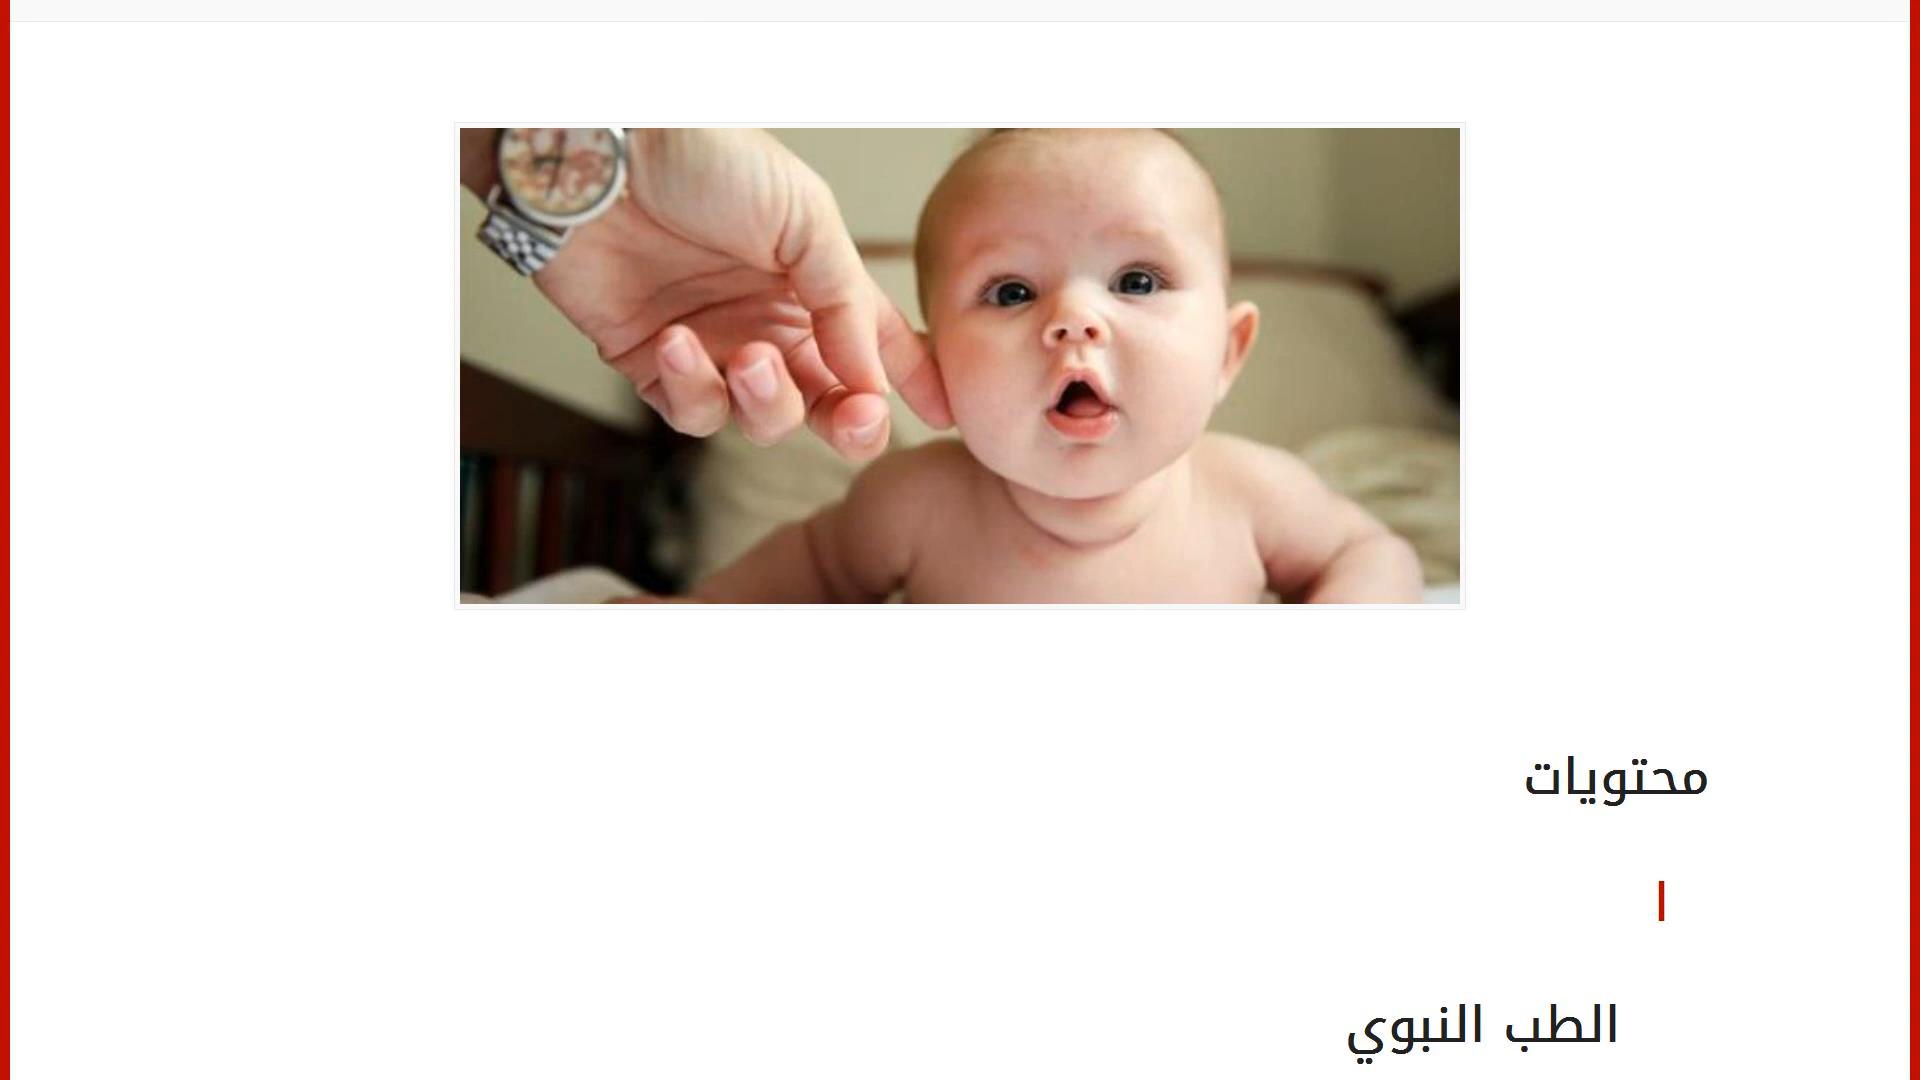 محتويات
ا
الطب النبوي